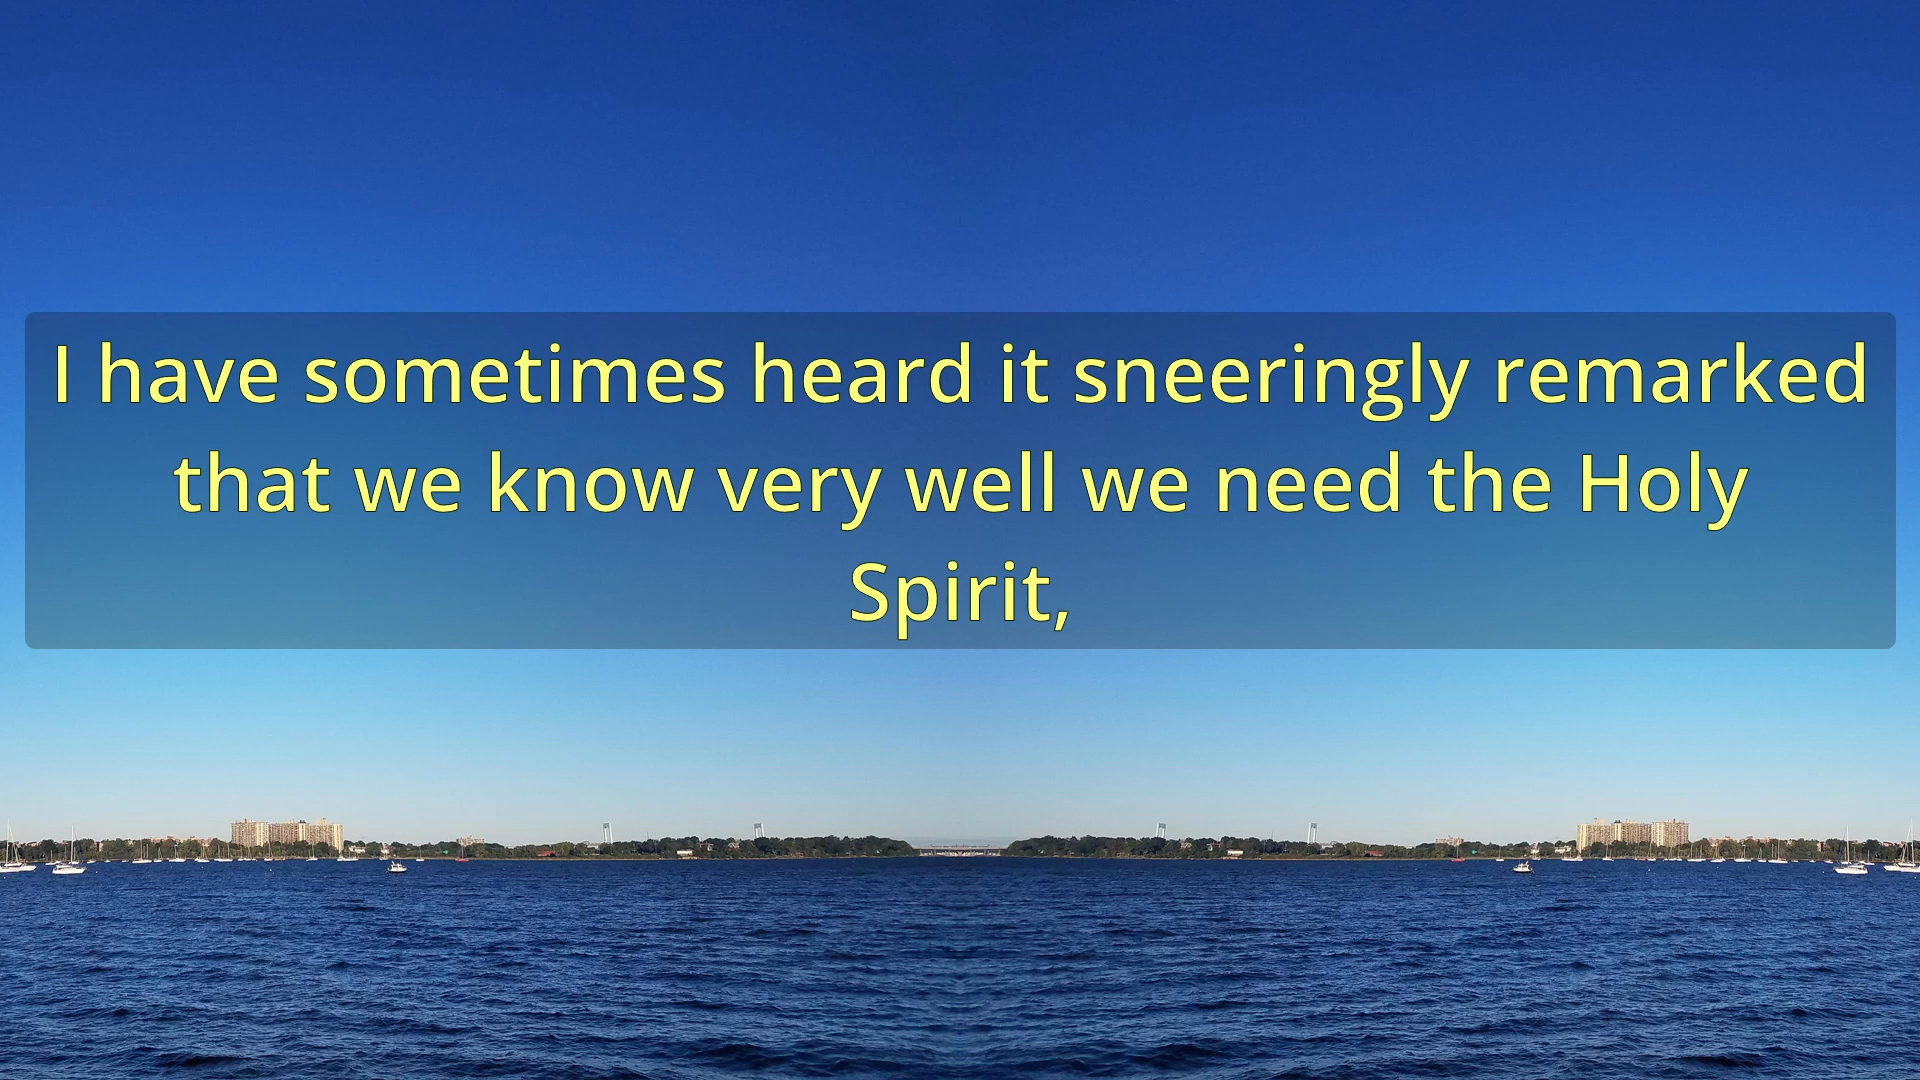 I have sometimes heard it sneeringly remarked
that we know very well we need the Holy
Spirit,